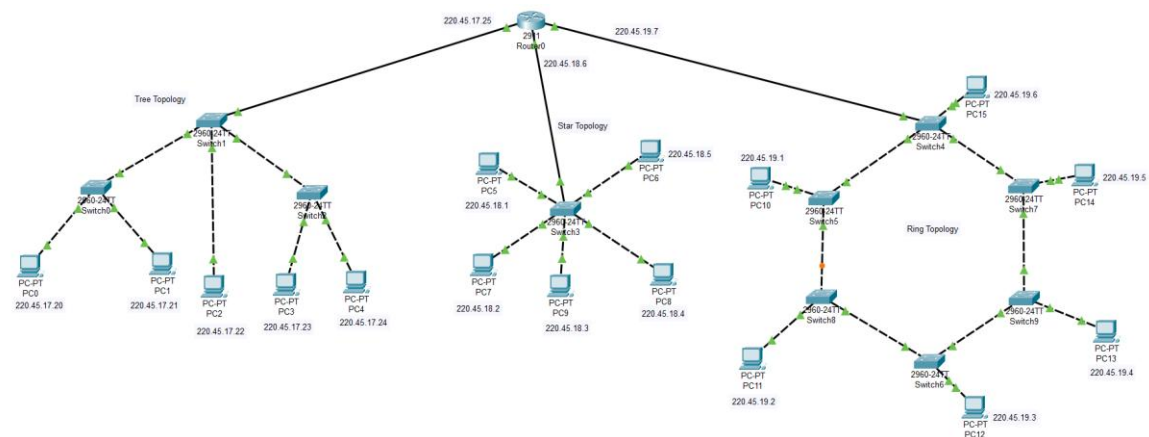 220.45.17.25
2911
Router0
220.45.19.7
220.45.18.6
Tree Topology
2960-24TT
Switch1
Star Topology
PC-PT
PC15
220.45.19.6
2960-24TT
Switch4
2960-24TT
Switch0
2960-24TT
Switch2
PC-PT
PC5
220.45.18.1
PC-PT
PC6
220.45.18.5
2960-24TT
Switch3
220.45.19.1
PC-PT
PC10
2960-24TT
Switch5
2960-24TT
Switch7
PC-PT
PC14
220.45.19.5
Ring Topology
PC-PT
PC0
220.45.17.20
PC-PT
PC1
220.45.17.21
PC-PT
PC2
220.45.17.22
PC-PT
PC3
220.45.17.23
PC-PT
PC4
220.45.17.24
PC-PT
PC7
220.45.18.2
PC-PT
PC9
220.45.18.3
PC-PT
PC8
220.45.18.4
2960-24TT
Switch8
2960-24TT
Switch9
PC-PT
PC11
220.45.19.2
2960-24TT
Switch6
PC-PT
PC13
220.45.19.4
PC-PT
PC12
220.45.19.3